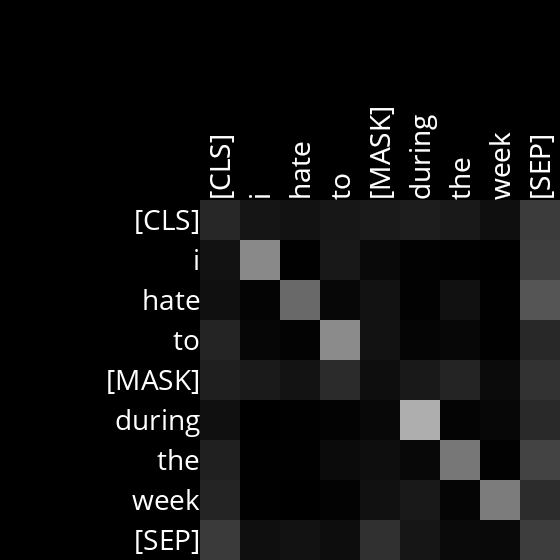 [CLS] i hate to [MASK] during the week [SEP]
[CLS]
i
hate
to
[MASK]
during
the
week
[SEP]